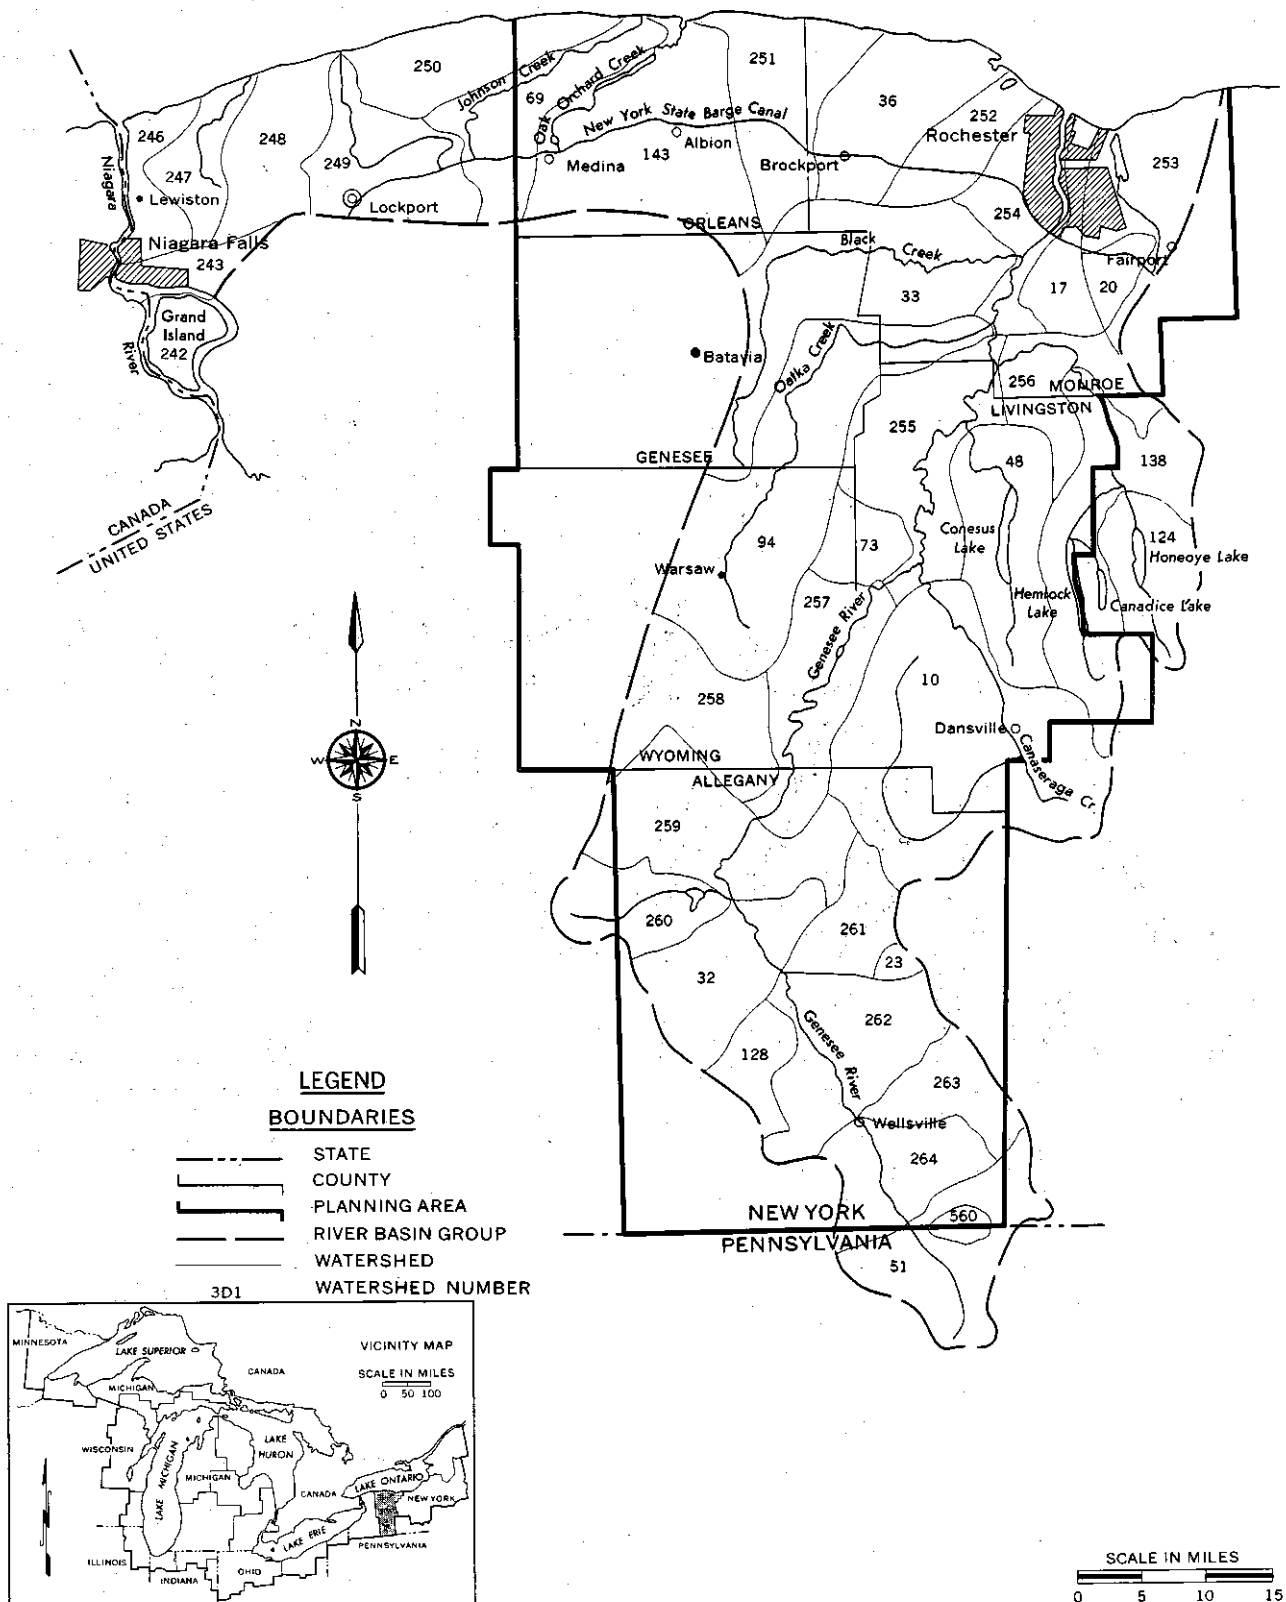 250
251
Johnson Creek
69
Oak Orchard Creek
36
246
248
New York State Barge Canal
252
Rochester
Niagara
249
Albion
143
Medina
Brockport
253
247
Lewiston
Lockport
254
ORLEANS
Niagara Falls
243
Black Creek
Fairport
33
17
20
Grand
Island
242
River
Batavia
Oatka Creek
256
MONROE
LIVINGSTON
255
GENESEE
48
138
CANADA
UNITED STATES
94
73
Conesus
Lake
124
Honeoye Lake
Warsaw
257
Genesee River
Hemlock
Lake
Canadice Lake
10
258
Dansville
Canaseraga Cr.
N
W
E
S
WYOMING
ALLEGANY
259
260
261
23
32
262
Genesee River
128
263
Wellsville
264
LEGEND
BOUNDARIES
STATE
COUNTY
PLANNING AREA
RIVER BASIN GROUP
WATERSHED
3D1 WATERSHED NUMBER
NEW YORK
560
PENNSYLVANIA
51
MINNESOTA
LAKE SUPERIOR
VICINITY MAP
CANADA
SCALE IN MILES
0 50 100
MICHIGAN
WISCONSIN
LAKE MICHIGAN
LAKE
HURON
MICHIGAN
CANADA
LAKE ONTARIO
NEW YORK
LAKE ERIE
PENNSYLVANIA
ILLINOIS
INDIANA
OHIO
SCALE IN MILES
0 5 10 15